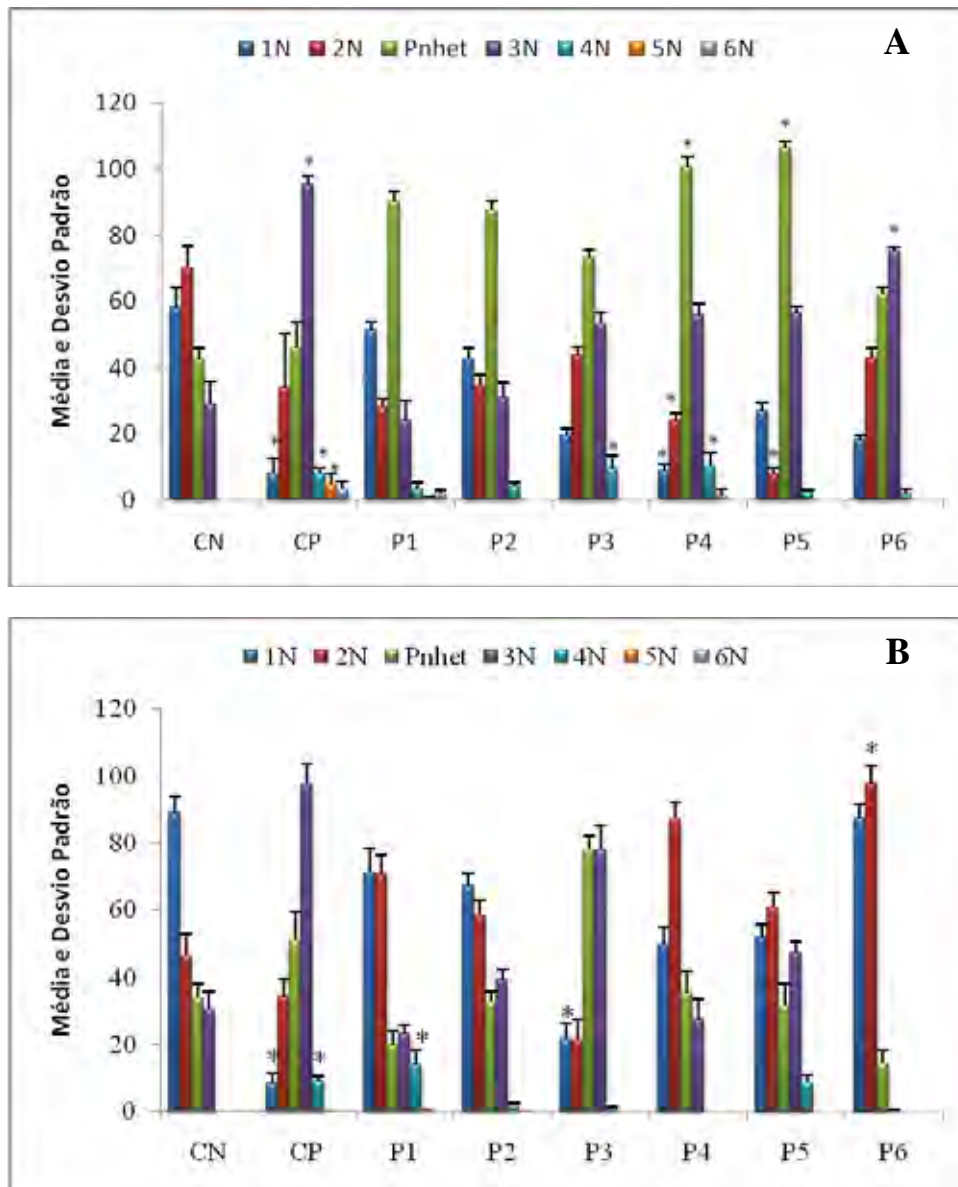 A
1N 2N Pnhet 3N 4N 5N 6N
Média e Desvio Padrão
120
100
80
60
40
20
0
* * * * * * * * * * * * *
CN CP P1 P2 P3 P4 P5 P6
B
1N 2N Pnhet 3N 4N 5N 6N
Média e Desvio Padrão
120
100
80
60
40
20
0
* * * * *
CN CP P1 P2 P3 P4 P5 P6